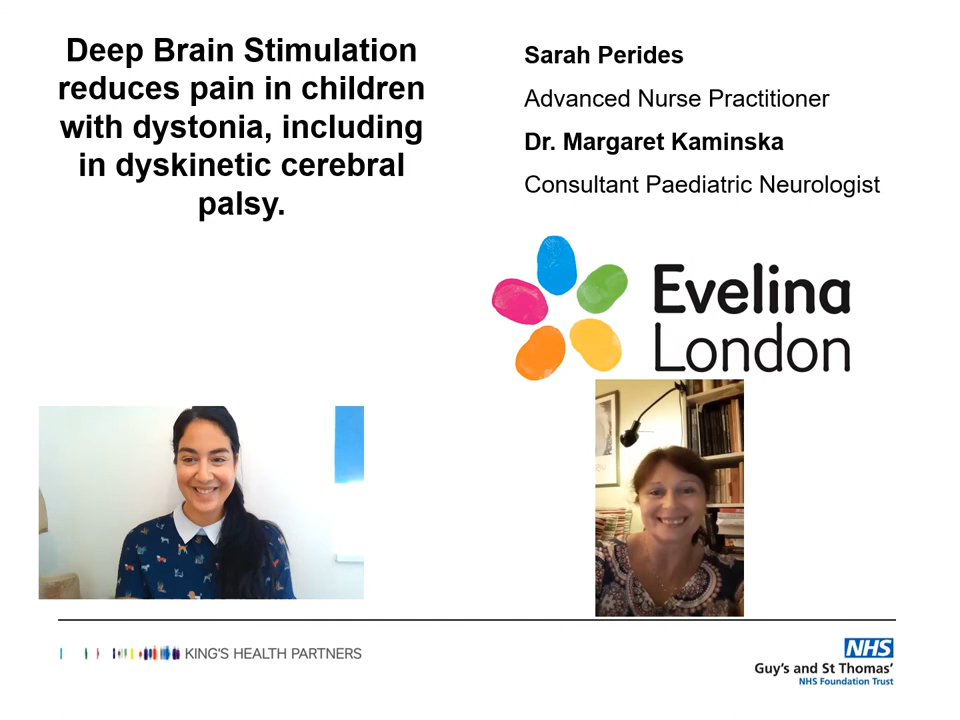 Deep Brain Stimulation
reduces pain in children
with dystonia, including
in dyskinetic cerebral
palsy.
Sarah Perides
Advanced Nurse Practitioner
Dr. Margaret Kaminska
Consultant Paediatric Neurologist
Evelina
London
KING'S HEALTH PARTNERS
NHS
Guy's and St Thomas'
NHS Foundation Trust